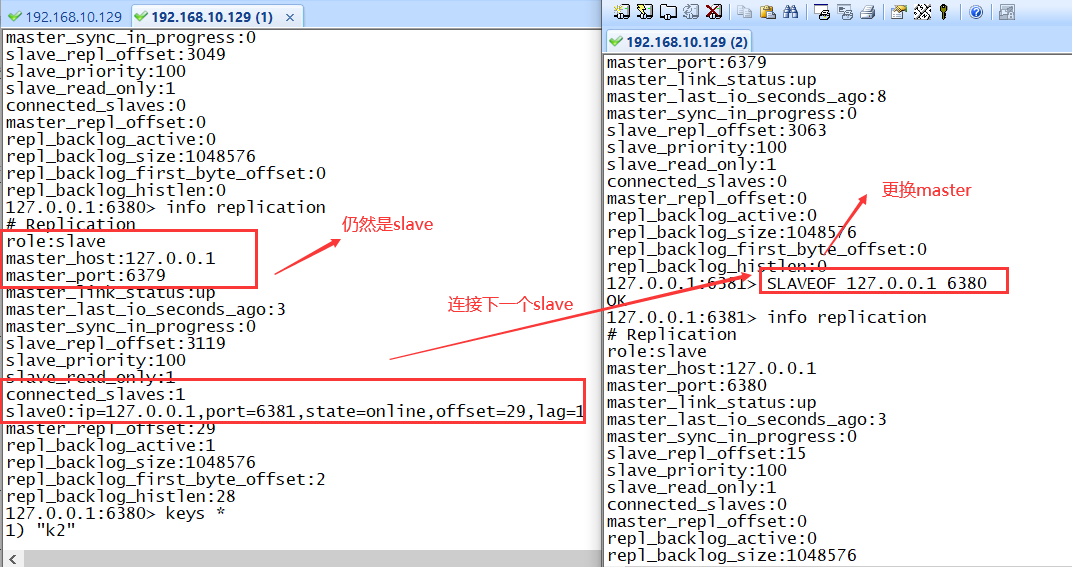 192.168.10.129
192.168.10.129 (1)
master_sync_in_progress:0
slave_repl_offset:3049
slave_priority:100
slave_read_only:1
connected_slaves:0
master_repl_offset:0
repl_backlog_active:0
repl_backlog_size:1048576
repl_backlog_first_byte_offset:0
repl_backlog_histlen:0
127.0.0.1:6380> info replication
# Replication
role:slave
master_host:127.0.0.1
master_port:6379
master_link_status:up
master_last_io_seconds_ago:3
master_sync_in_progress:0
slave_repl_offset:3119
slave_priority:100
slave_read_only:1
connected_slaves:1
slave0:ip=127.0.0.1,port=6381,state=online,offset=29,lag=1
master_repl_offset:29
repl_backlog_active:1
repl_backlog_size:1048576
repl_backlog_first_byte_offset:2
repl_backlog_histlen:28
127.0.0.1:6380> keys *
1) "k2"
仍然是slave
连接下一个slave
192.168.10.129 (2)
master_port:6379
master_link_status:up
master_last_io_seconds_ago:8
master_sync_in_progress:0
slave_repl_offset:3063
slave_priority:100
slave_read_only:1
connected_slaves:0
master_repl_offset:0
repl_backlog_active:0
repl_backlog_size:1048576
repl_backlog_first_byte_offset:0
repl_backlog_histlen:0
127.0.0.1:6381> SLAVEOF 127.0.0.1 6380
OK
127.0.0.1:6381> info replication
# Replication
role:slave
master_host:127.0.0.1
master_port:6380
master_link_status:up
master_last_io_seconds_ago:3
master_sync_in_progress:0
slave_repl_offset:15
slave_priority:100
slave_read_only:1
connected_slaves:0
master_repl_offset:0
repl_backlog_active:0
repl_backlog_size:1048576
更换master